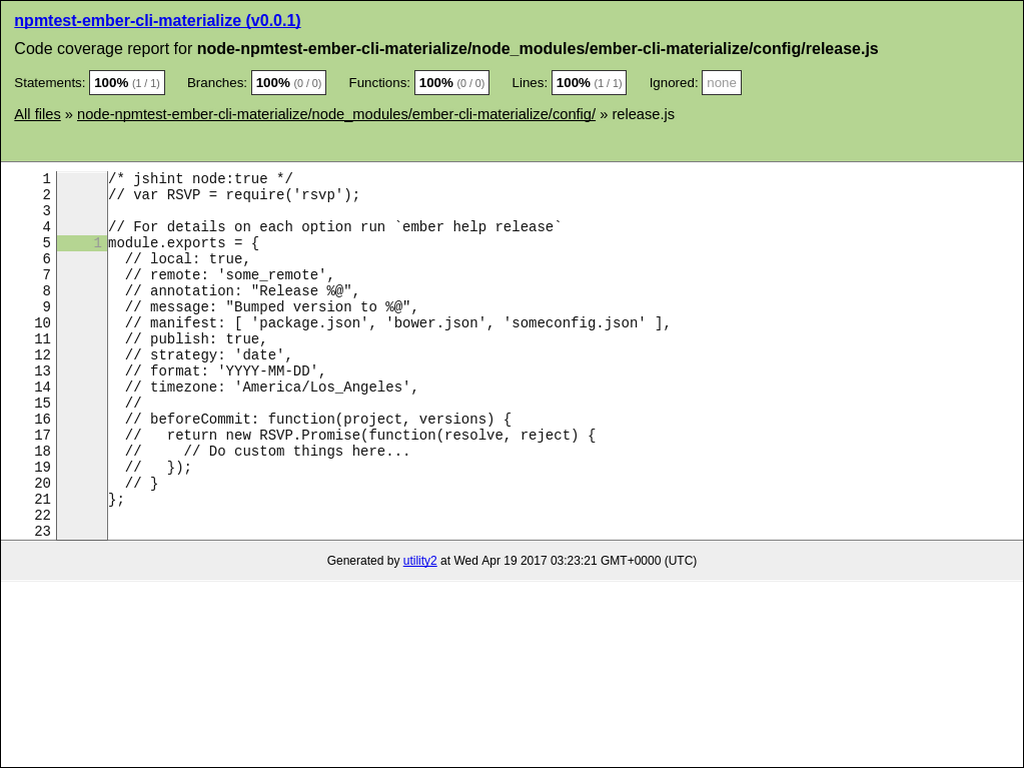 npmtest-ember-cli-materialize (v0.0.1)
Code coverage report for node-npmtest-ember-cli-materialize/node_modules/ember-cli-materialize/config/release.js
Statements: 100% (1 / 1) Branches: 100% (0 / 0) Functions: 100% (0 / 0) Lines: 100% (1 / 1) Ignored: none
All files » node-npmtest-ember-cli-materialize/node_modules/ember-cli-materialize/config/ » release.js
1 /* jshint node:true */
2 // var RSVP = require('rsvp');
3
4 // For details on each option run `ember help release`
5 1 module.exports = {
6   // local: true,
7   // remote: 'some_remote',
8   // annotation: "Release %@",
9   // message: "Bumped version to %@",
10   // manifest: [ 'package.json', 'bower.json', 'someconfig.json' ],
11   // publish: true,
12   // strategy: 'date',
13   // format: 'YYYY-MM-DD',
14   // timezone: 'America/Los_Angeles',
15   //
16   // beforeCommit: function(project, versions) {
17   //   return new RSVP.Promise(function(resolve, reject) {
18   //     // Do custom things here...
19   //   });
20   // }
21 };
22
23
Generated by utility2 at Wed Apr 19 2017 03:23:21 GMT+0000 (UTC)